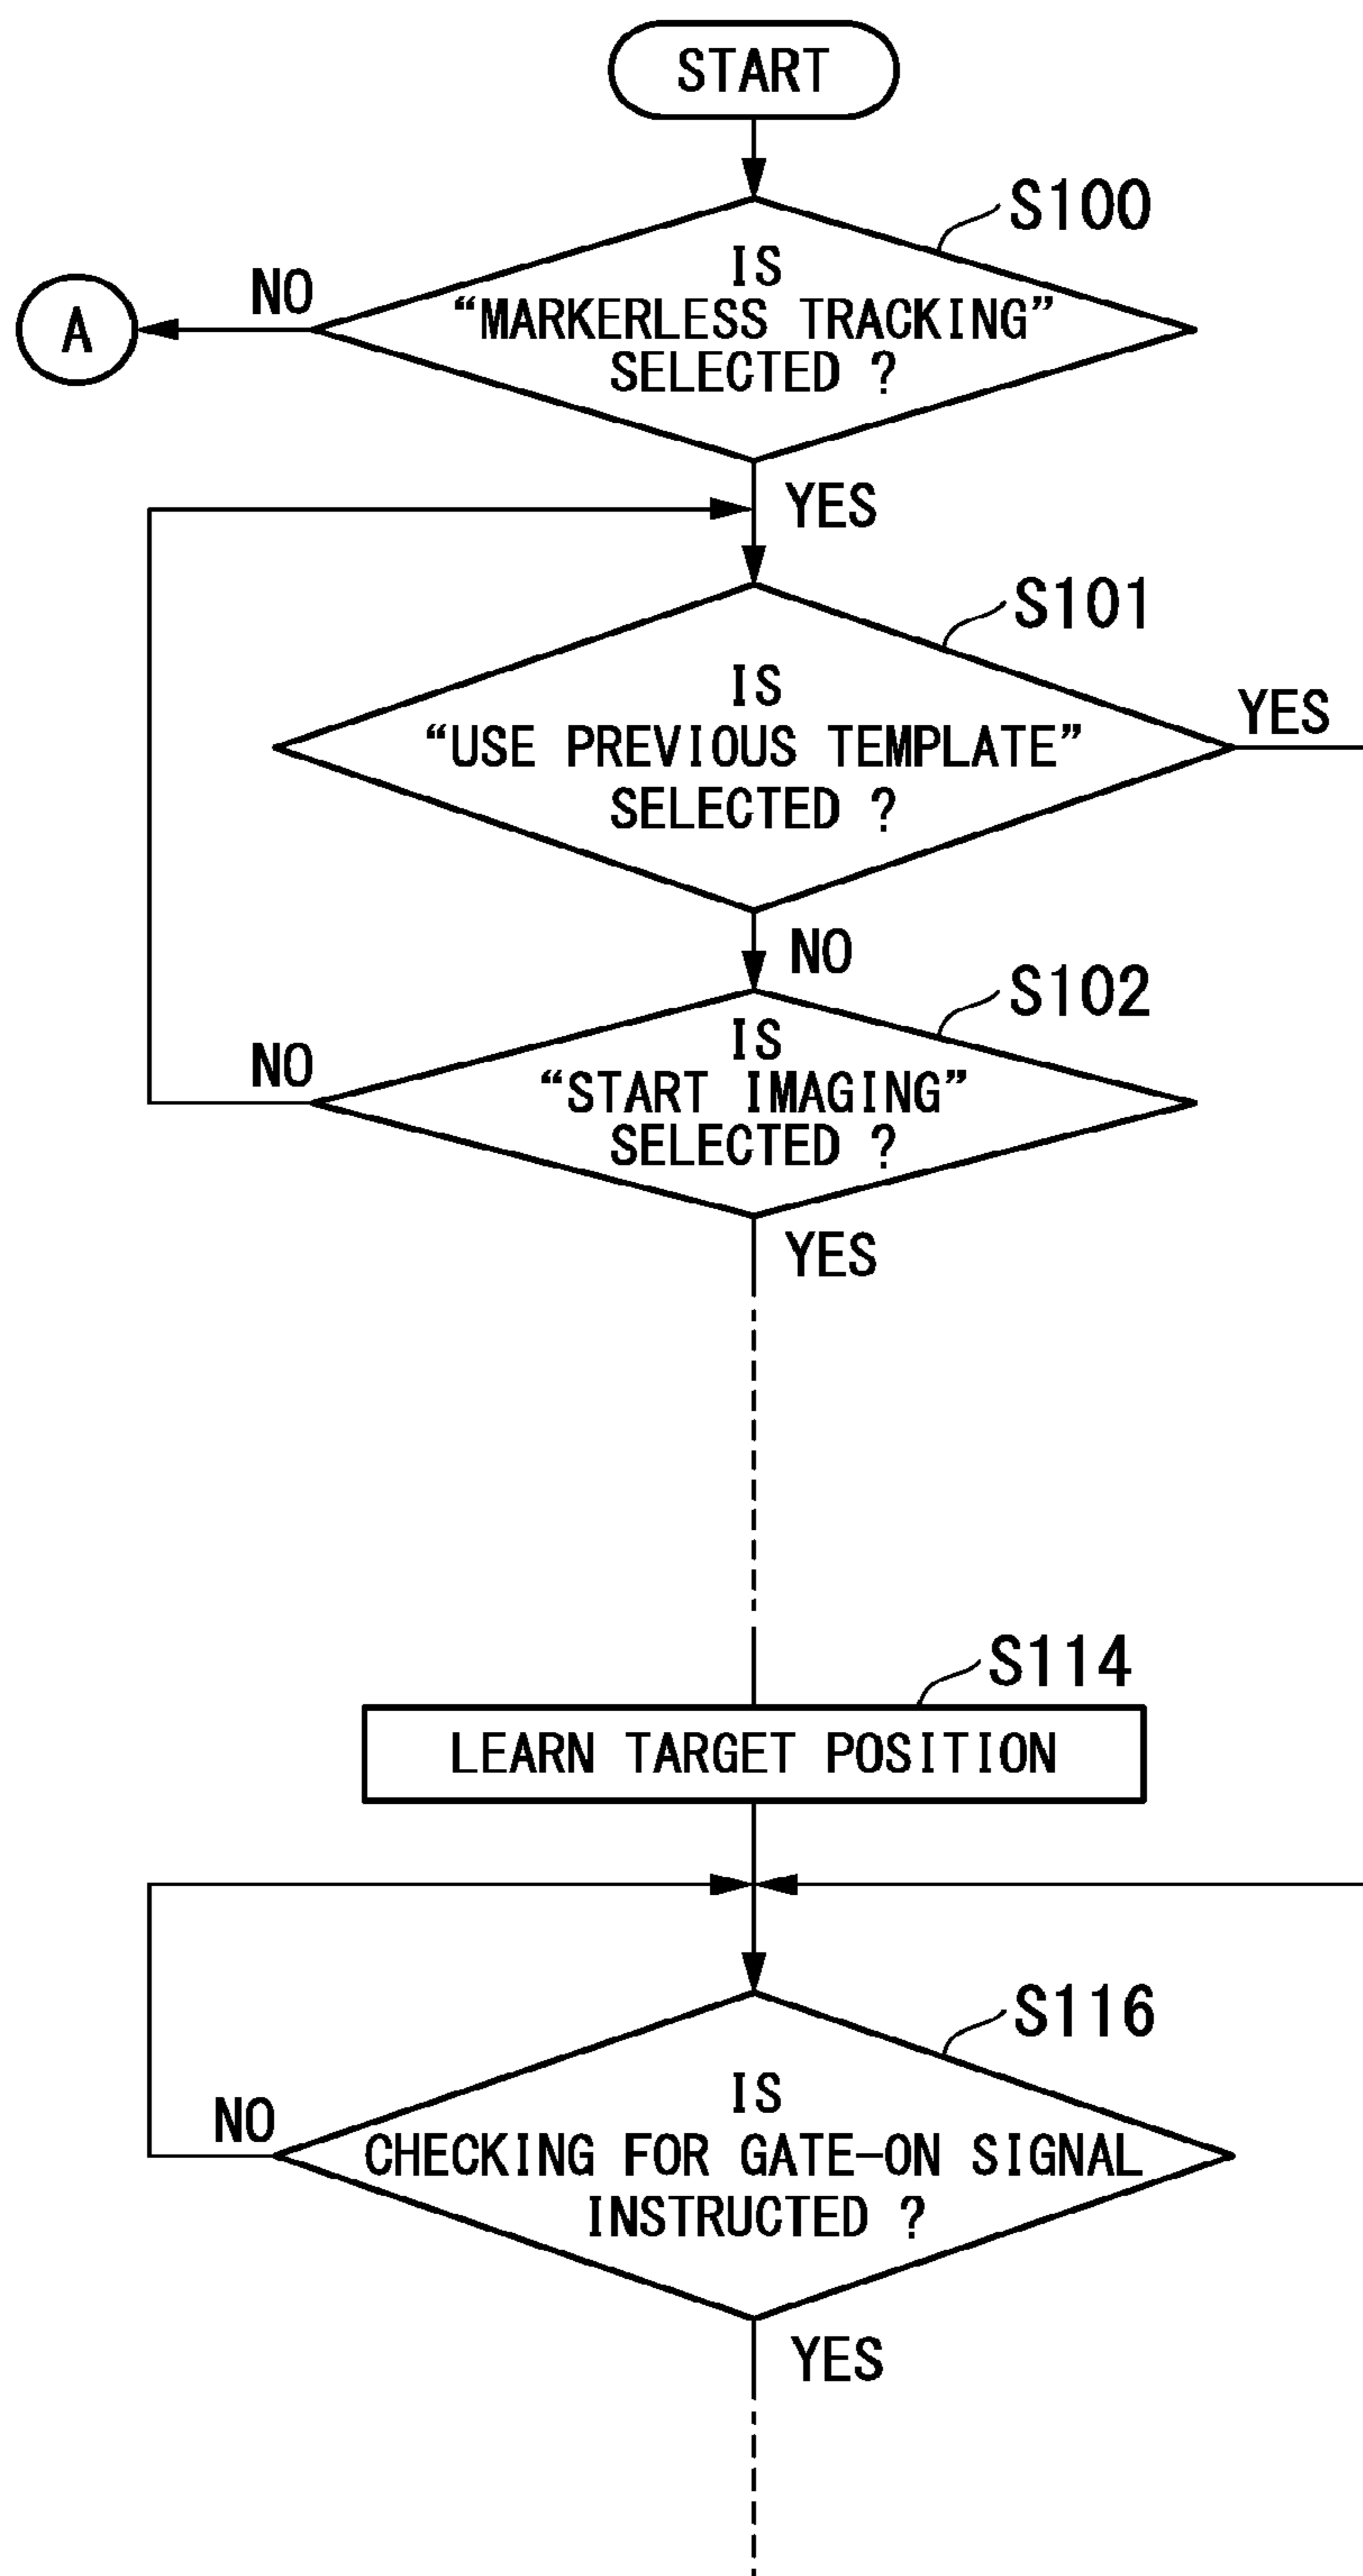 START
S100
IS
“MARKERLESS TRACKING”
SELECTED ?
NO
A
YES
S101
IS
“USE PREVIOUS TEMPLATE”
SELECTED ?
YES
NO
S102
IS
“START IMAGING”
SELECTED ?
NO
YES
S114
LEARN TARGET POSITION
S116
IS
CHECKING FOR GATE-ON SIGNAL
INSTRUCTED ?
NO
YES